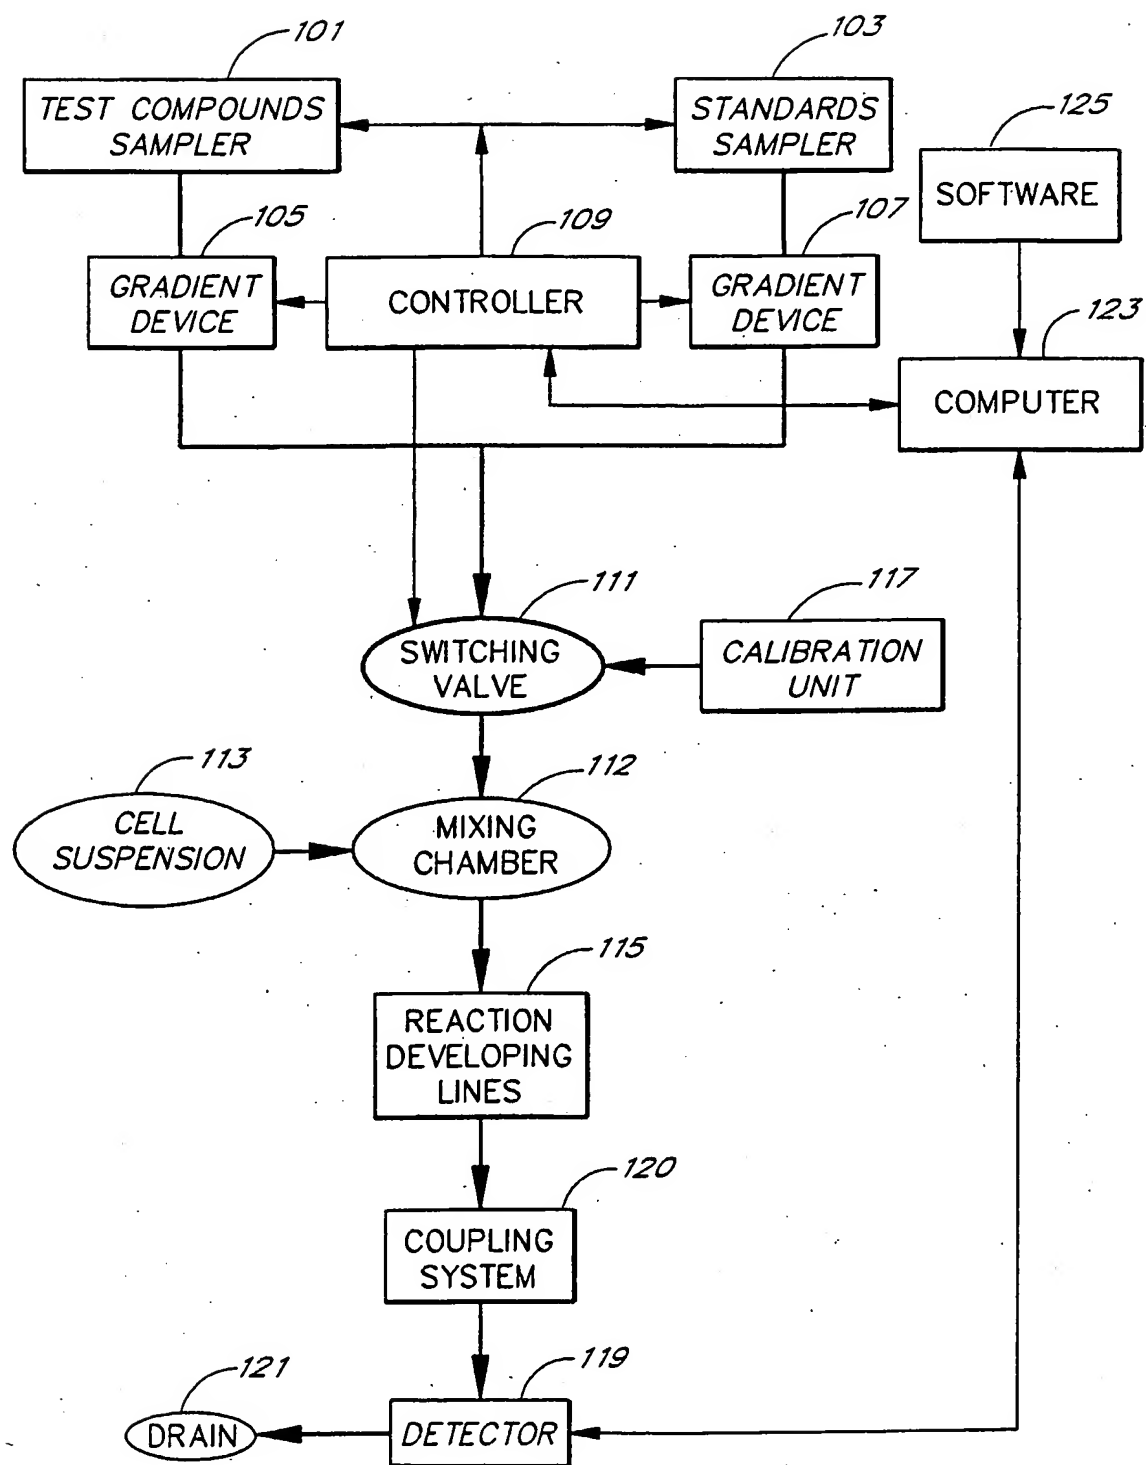 101
103
TEST COMPOUNDS
SAMPLER
STANDARDS
SAMPLER
125
SOFTWARE
105
109
107
GRADIENT
DEVICE
CONTROLLER
GRADIENT
DEVICE
123
COMPUTER
111
117
SWITCHING
VALVE
CALIBRATION
UNIT
113
112
CELL
SUSPENSION
MIXING
CHAMBER
115
REACTION
DEVELOPING
LINES
120
COUPLING
SYSTEM
121
119
DRAIN
DETECTOR